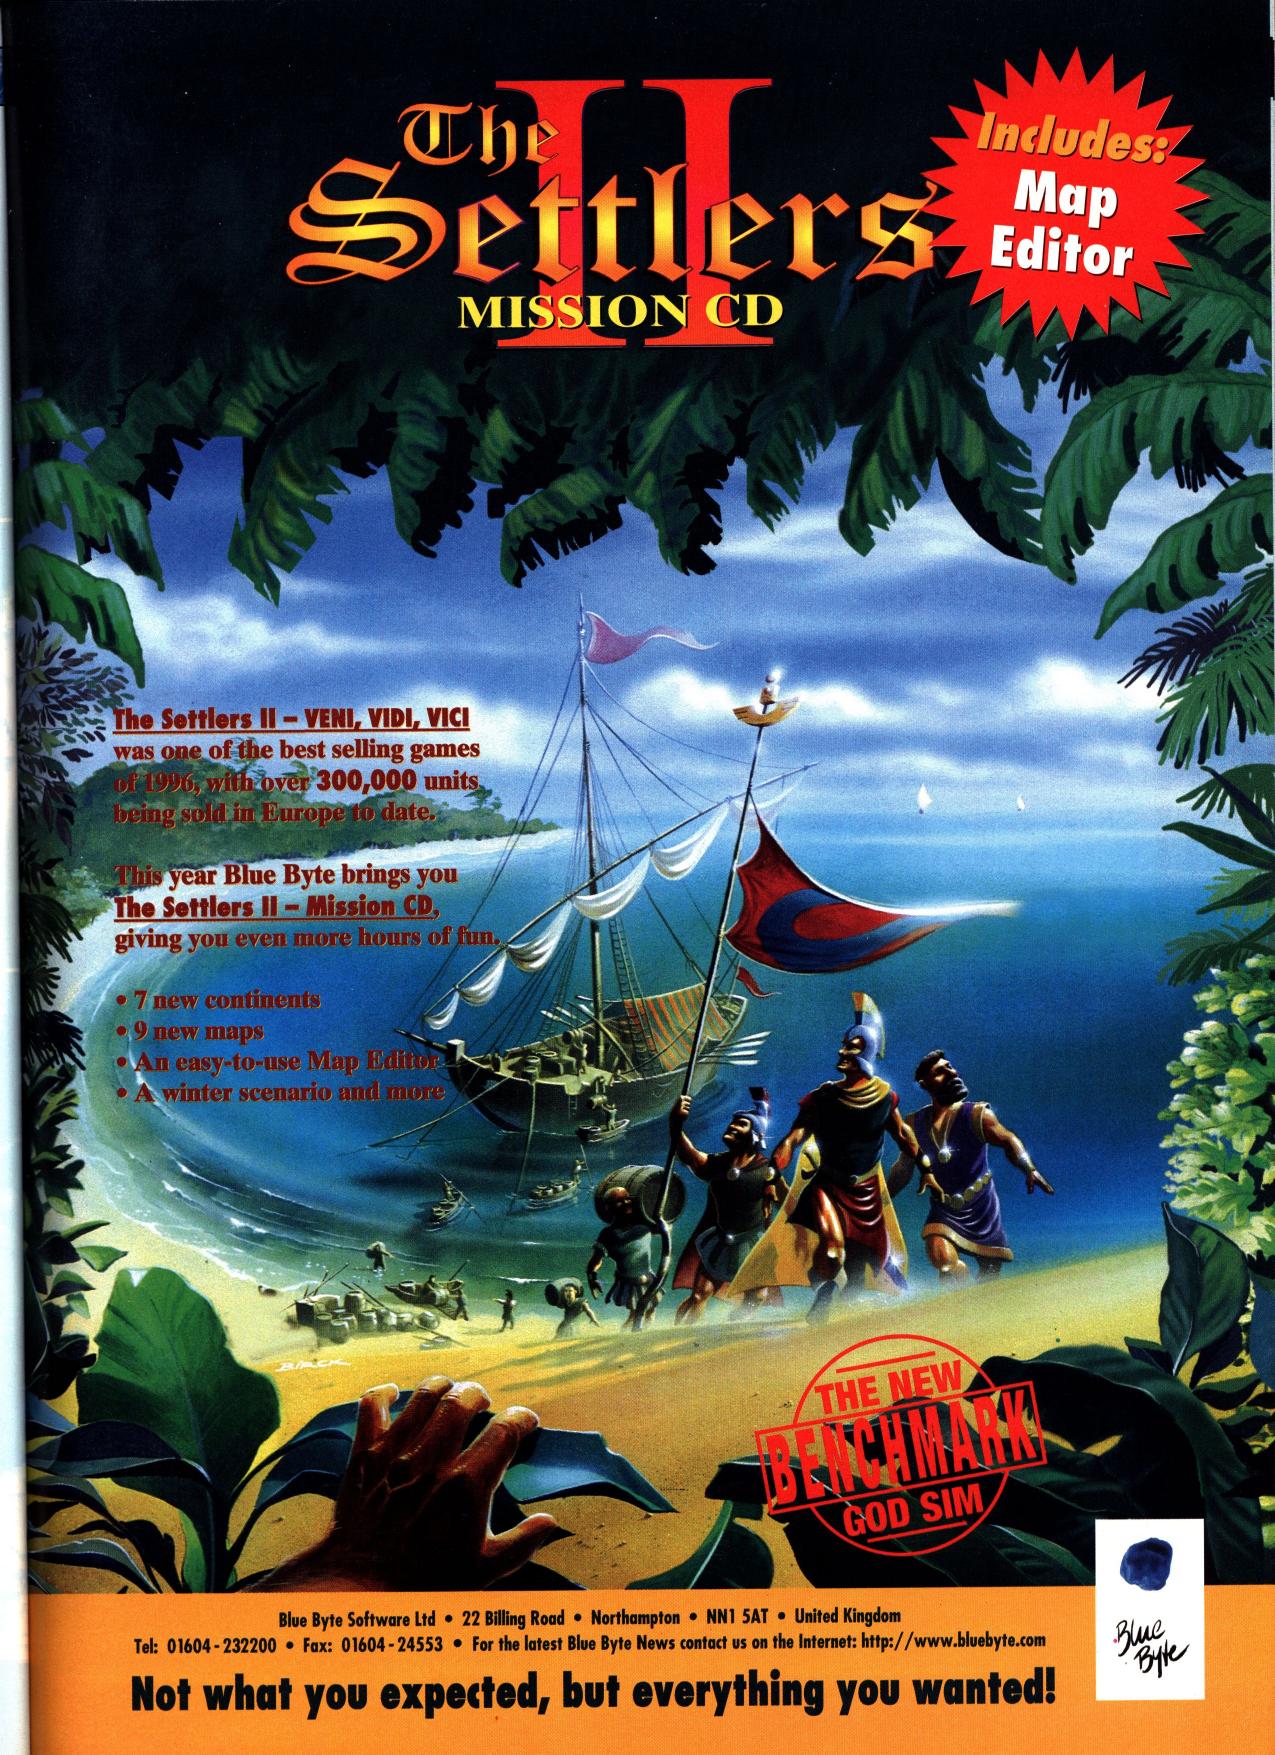 The
Settlers
II
MISSION CD
Includes:
Map
Editor
The Settlers II – VENI, VIDI, VICI
was one of the best selling games
of 1996, with over 300,000 units
being sold in Europe to date.
This year Blue Byte brings you
The Settlers II – Mission CD,
giving you even more hours of fun.
• 7 new continents
• 9 new maps
• An easy-to-use Map Editor
• A winter scenario and more
BIRCK
THE NEW
BENCHMARK
GOD SIM
Blue Byte Software Ltd • 22 Billing Road • Northampton • NN1 5AT • United Kingdom
Tel: 01604-232200 • Fax: 01604-24553 • For the latest Blue Byte News contact us on the Internet: http://www.bluebyte.com
Not what you expected, but everything you wanted!
Blue
Byte